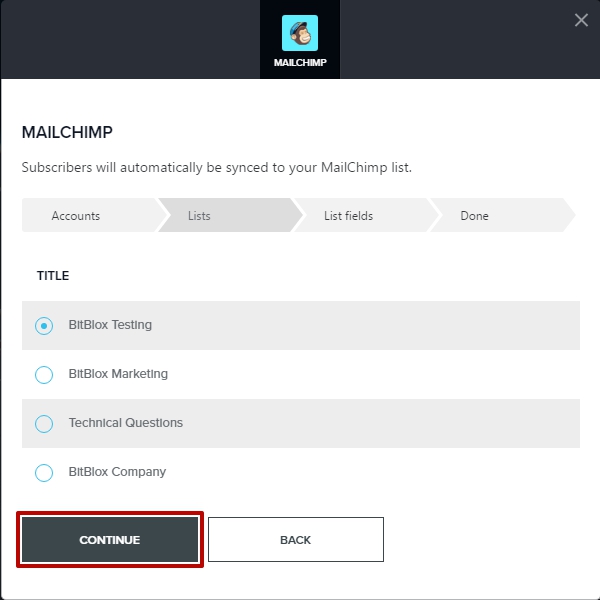 MAILCHIMP
MAILCHIMP
Subscribers will automatically be synced to your MailChimp list.
Accounts Lists List fields Done
TITLE
BitBlox Testing
BitBlox Marketing
Technical Questions
BitBlox Company
CONTINUE BACK